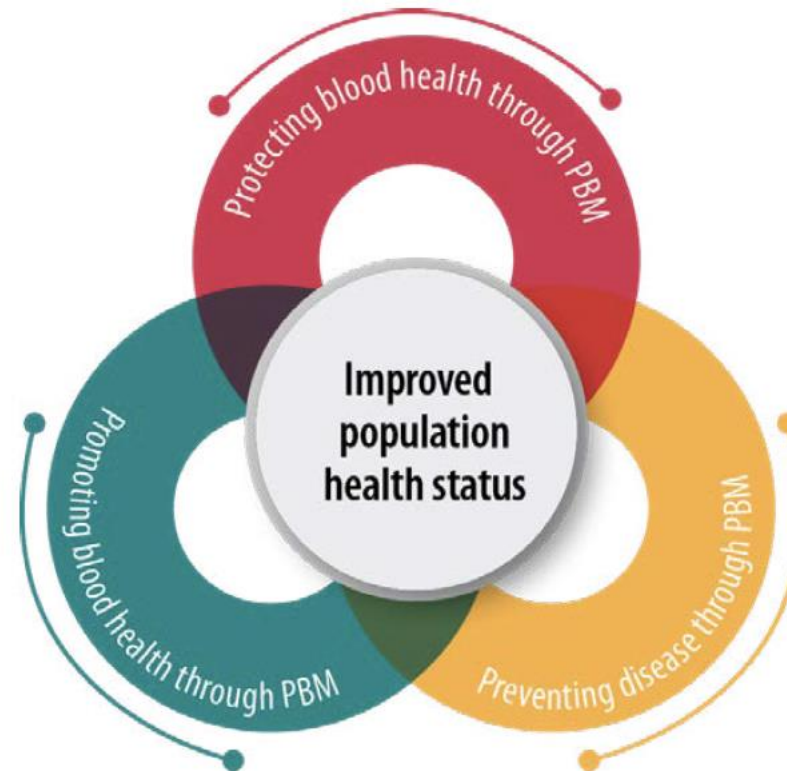 Protecting blood health through PBM
Improved
population
health status
Promoting blood health through PBM
Preventing disease through PBM